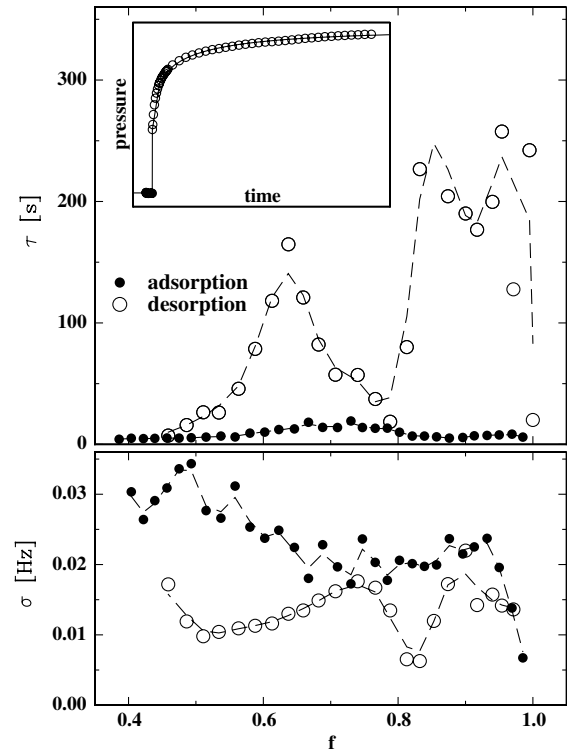 300
200
100
0
τ [s]
pressure
time
adsorption
desorption
0.03
0.02
0.01
0.00
σ [Hz]
0.4 0.6 0.8 1.0
f